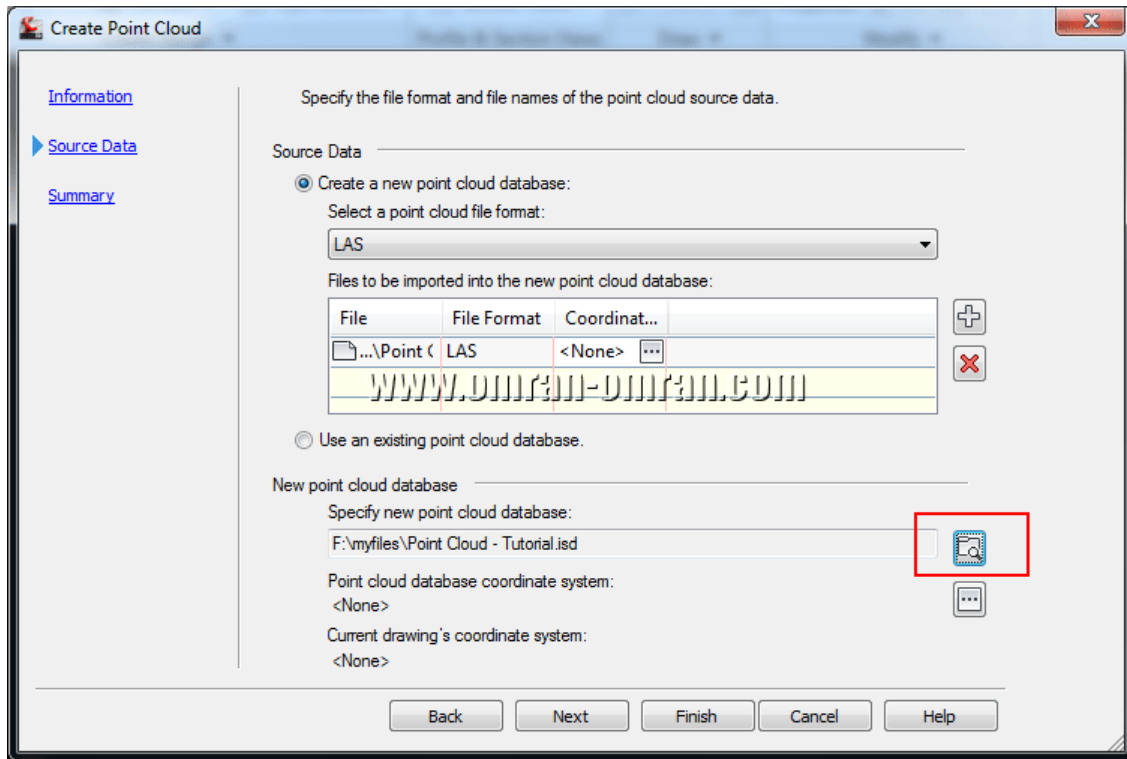 Create Point Cloud
Information
Source Data
Summary
Specify the file format and file names of the point cloud source data.
Source Data
Create a new point cloud database:
Select a point cloud file format:
LAS
Files to be imported into the new point cloud database:
File File Format Coordinat...
...\Point ( LAS <None> ...
www.omran-omran.com
Use an existing point cloud database.
New point cloud database
Specify new point cloud database:
F:\myfiles\Point Cloud - Tutorial.isd
Point cloud database coordinate system:
<None> ...
Current drawing's coordinate system:
<None>
Back Next Finish Cancel Help